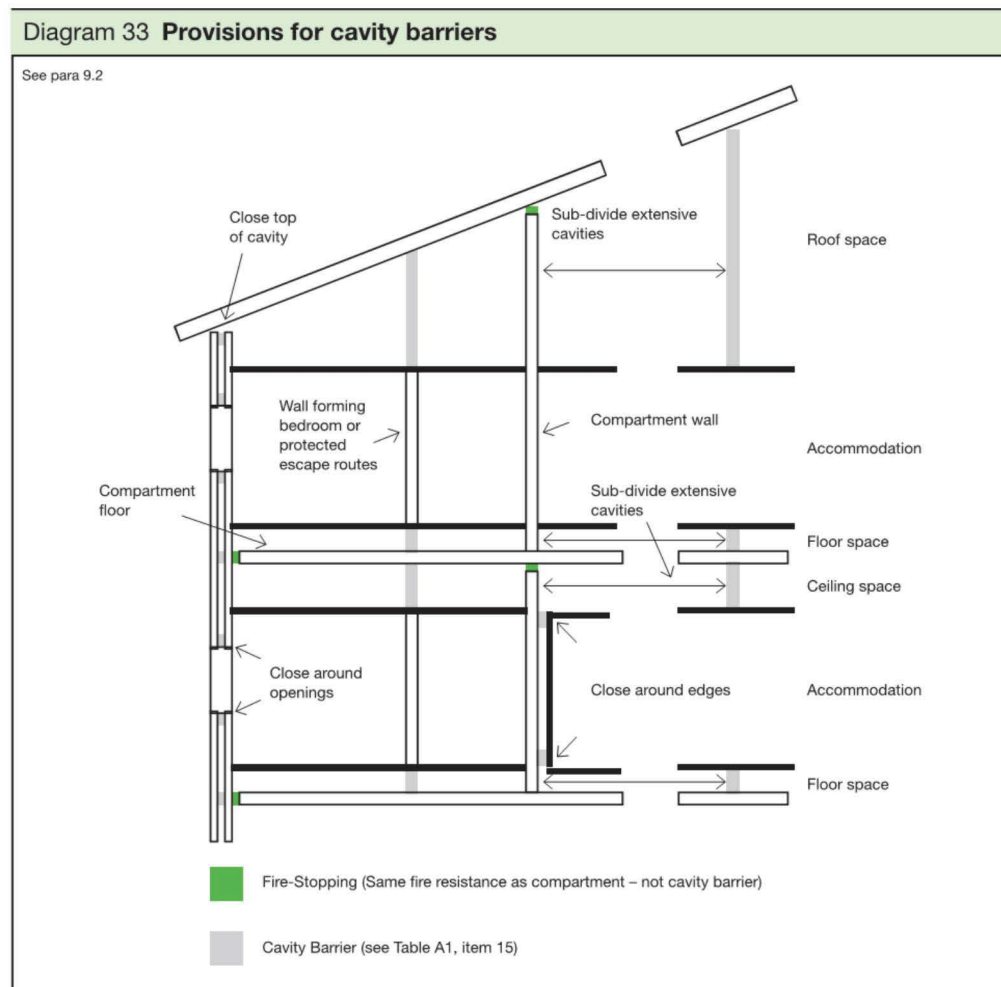 Diagram 33 Provisions for cavity barriers
See para 9.2
Close top
of cavity
Sub-divide extensive
cavities
Roof space
Wall forming
bedroom or
protected
escape routes
Compartment wall
Accommodation
Compartment
floor
Sub-divide extensive
cavities
Floor space
Ceiling space
Close around
openings
Close around edges
Accommodation
Floor space
Fire-Stopping (Same fire resistance as compartment – not cavity barrier)
Cavity Barrier (see Table A1, item 15)